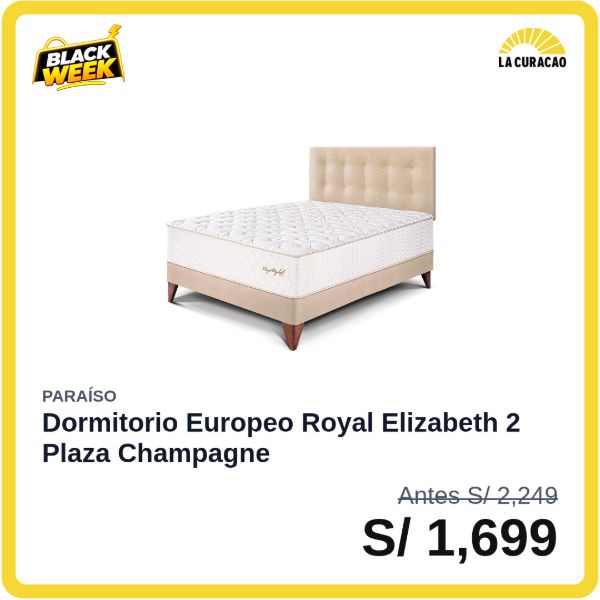 BLACK
WEEK
LA CURACAO
PARAÍSO
Dormitorio Europeo Royal Elizabeth 2
Plaza Champagne
Antes S/ 2,249
S/ 1,699